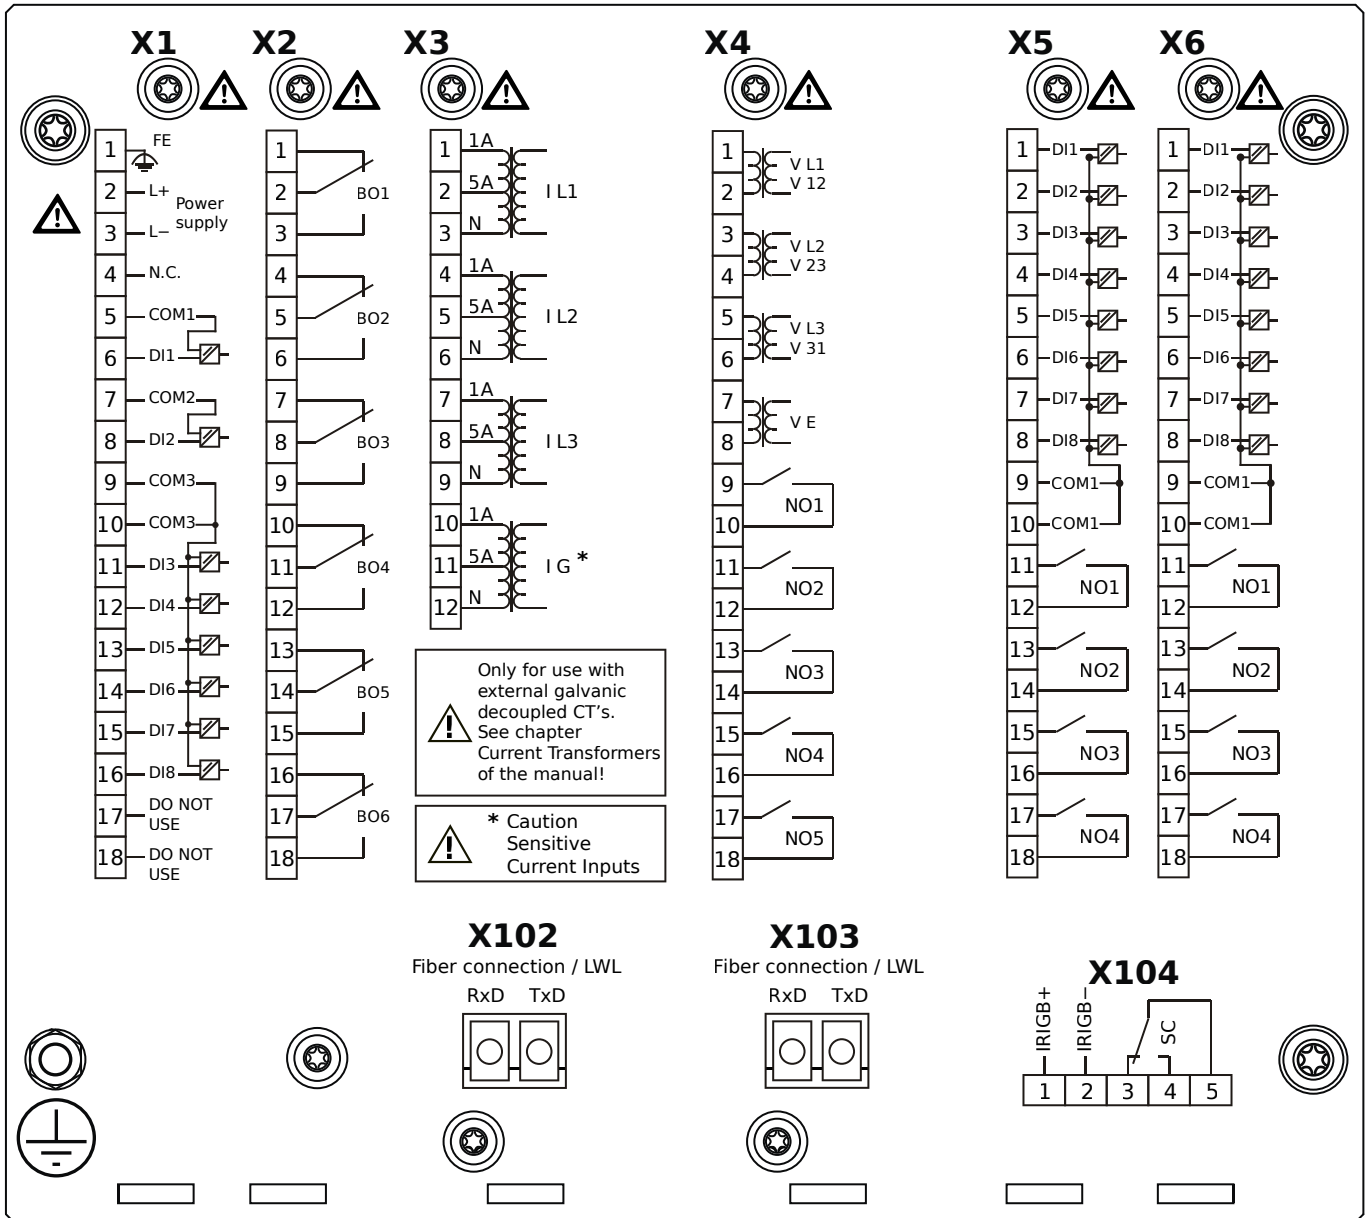 X1
X2
X3
X4
X5
X6
1 FE
2 L+
Power
supply
3 L−
4 N.C.
5 COM1
6 DI1
7 COM2
8 DI2
9 COM3
10 COM3
11 DI3
12 DI4
13 DI5
14 DI6
15 DI7
16 DI8
17 DO NOT
USE
18 DO NOT
USE
1
2 BO1
3
4
5 BO2
6
7
8 BO3
9
10
11 BO4
12
13
14 BO5
15
16
17 BO6
18
1 1A
2 5A I L1
3 N
4 1A
5 5A I L2
6 N
7 1A
8 5A I L3
9 N
10 1A
11 5A I G *
12 N
Only for use with
external galvanic
decoupled CT's.
See chapter
Current Transformers
of the manual!
* Caution
Sensitive
Current Inputs
1 V L1
2 V 12
3 V L2
4 V 23
5 V L3
6 V 31
7 V E
8
9 NO1
10
11 NO2
12
13 NO3
14
15 NO4
16
17 NO5
18
1 DI1
2 DI2
3 DI3
4 DI4
5 DI5
6 DI6
7 DI7
8 DI8
9 COM1
10 COM1
11 NO1
12
13 NO2
14
15 NO3
16
17 NO4
18
1 DI1
2 DI2
3 DI3
4 DI4
5 DI5
6 DI6
7 DI7
8 DI8
9 COM1
10 COM1
11 NO1
12
13 NO2
14
15 NO3
16
17 NO4
18
X102
Fiber connection / LWL
RxD TxD
X103
Fiber connection / LWL
RxD TxD
X104
IRIGB+
IRIGB−
SC
1 2 3 4 5